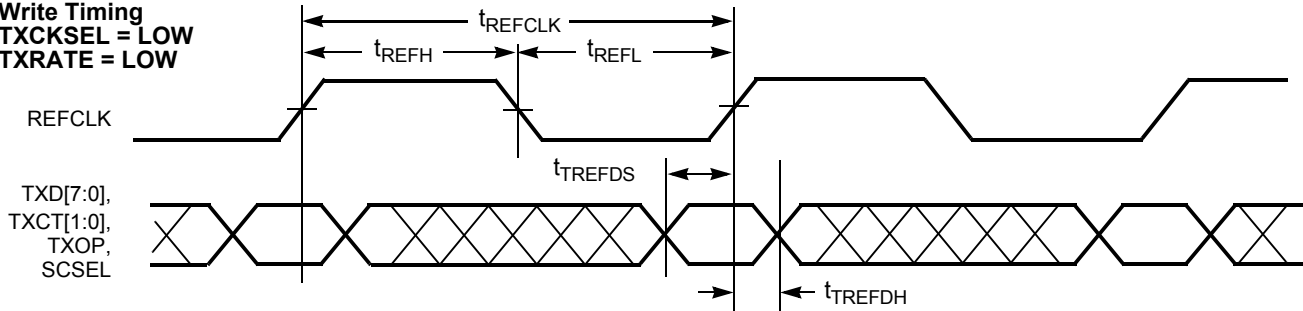 Write Timing
TXCKSEL = LOW
TXRATE = LOW
tREFCLK
tREFH
tREFL
REFCLK
tTREFDS
TXD[7:0],
TXCT[1:0],
TXOP,
SCSEL
tTREFDH